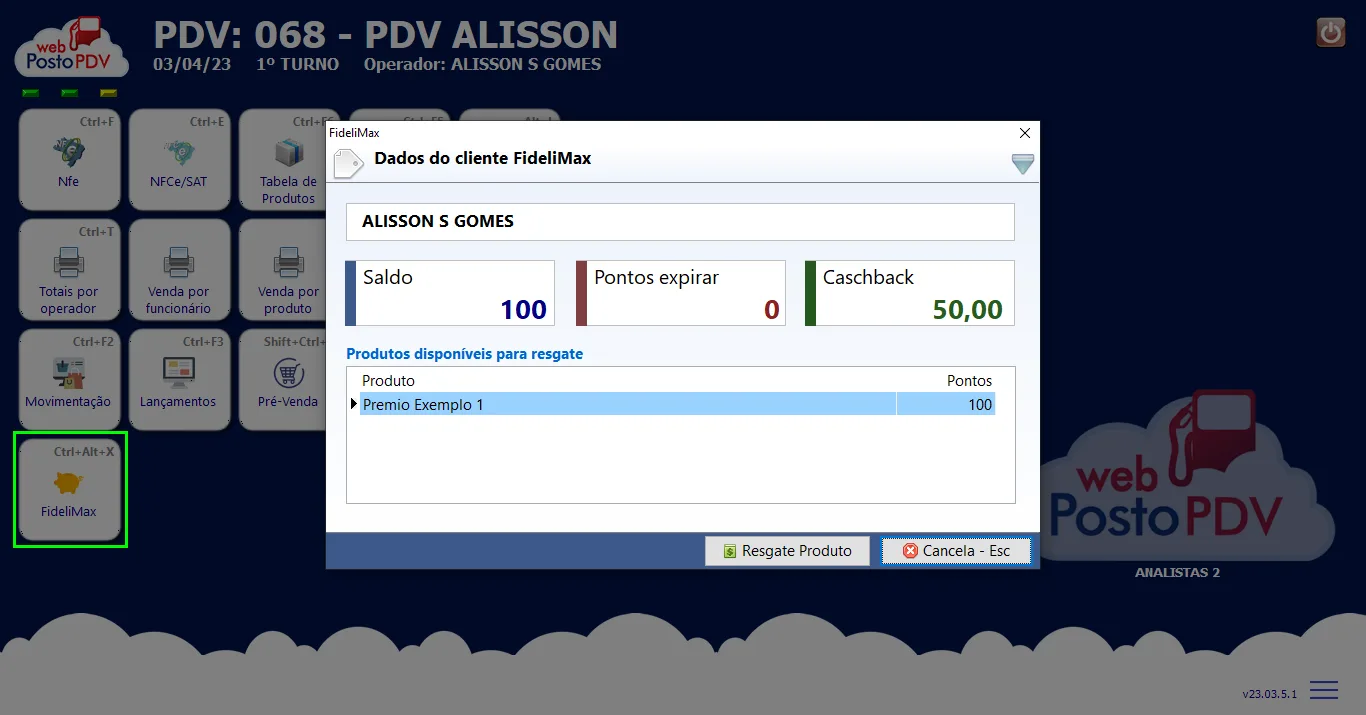 web
PostoPDV
PDV: 068 - PDV ALISSON
03/04/23 1º TURNO Operador: ALISSON S GOMES
Ctrl+F
Nfe
Ctrl+E
NFCe/SAT
Tabela de
Produtos
Ctrl+T
Totais por
operador
Venda por
funcionário
Venda por
produto
Ctrl+F2
Movimentação
Ctrl+F3
Lançamentos
Shift+Ctrl+
Pré-Venda
Ctrl+Alt+X
FideliMax
FideliMax
Dados do cliente FideliMax
ALISSON S GOMES
Saldo
100
Pontos expirar
0
Caschback
50,00
Produtos disponíveis para resgate
Produto Pontos
Premio Exemplo 1 100
Resgate Produto
Cancela - Esc
web
PostoPDV
ANALISTAS 2
v23.03.5.1